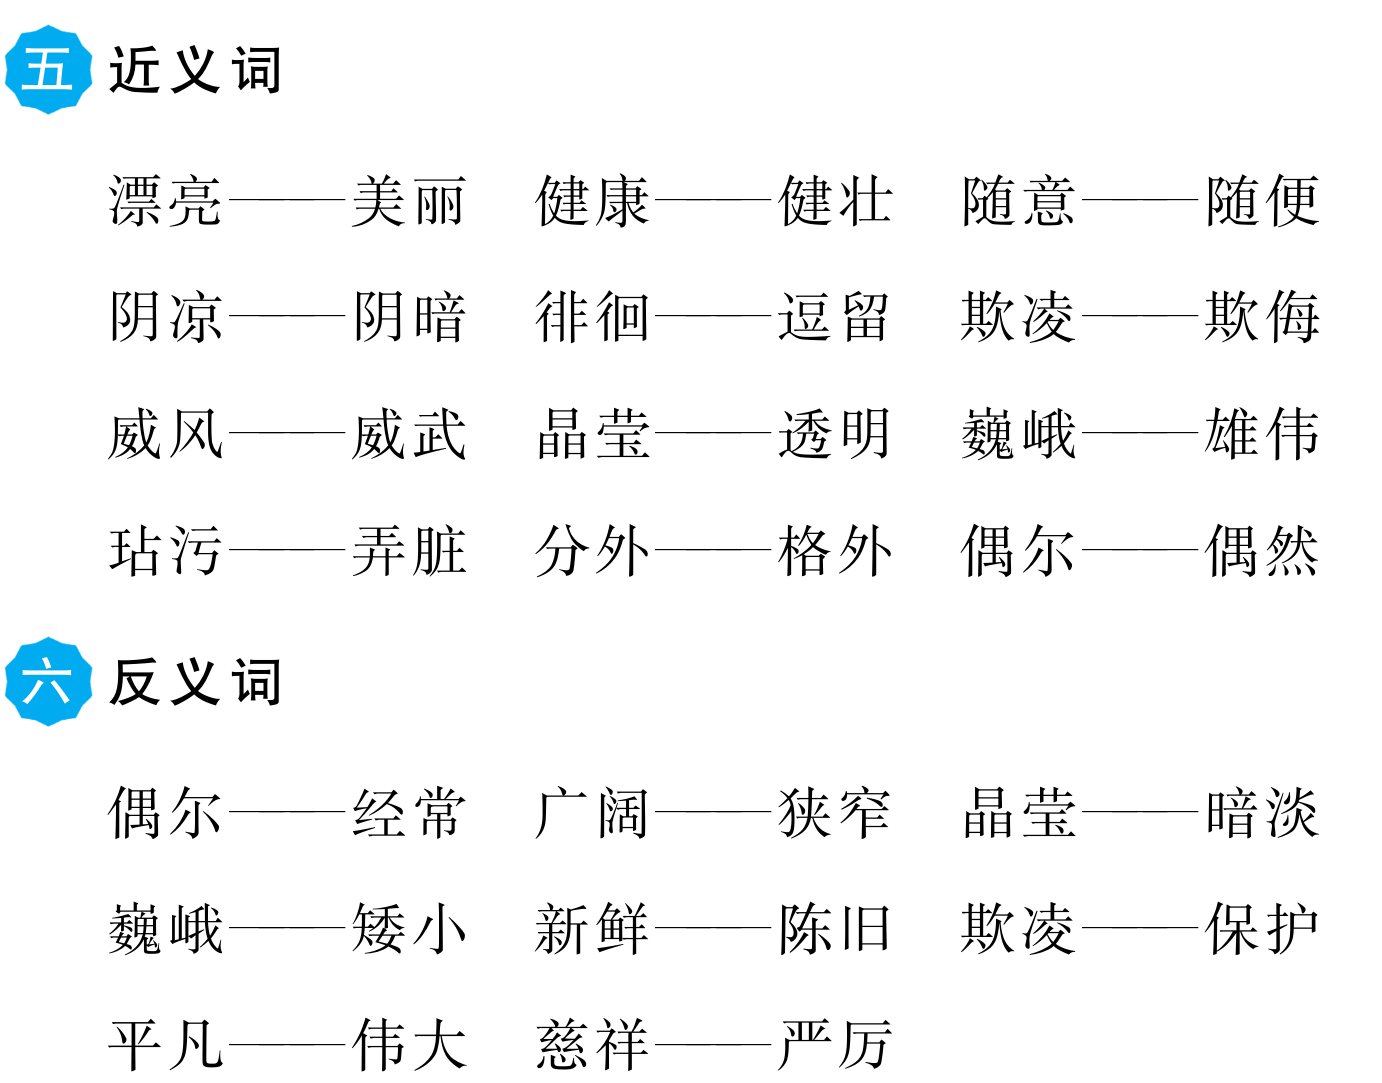 五 近义词
漂亮——美丽 健康——健壮 随意——随便
阴凉——阴暗 徘徊——逗留 欺凌——欺侮
威风——威武 晶莹——透明 巍峨——雄伟
玷污——弄脏 分外——格外 偶尔——偶然
六 反义词
偶尔——经常 广阔——狭窄 晶莹——暗淡
巍峨——矮小 新鲜——陈旧 欺凌——保护
平凡——伟大 慈祥——严厉